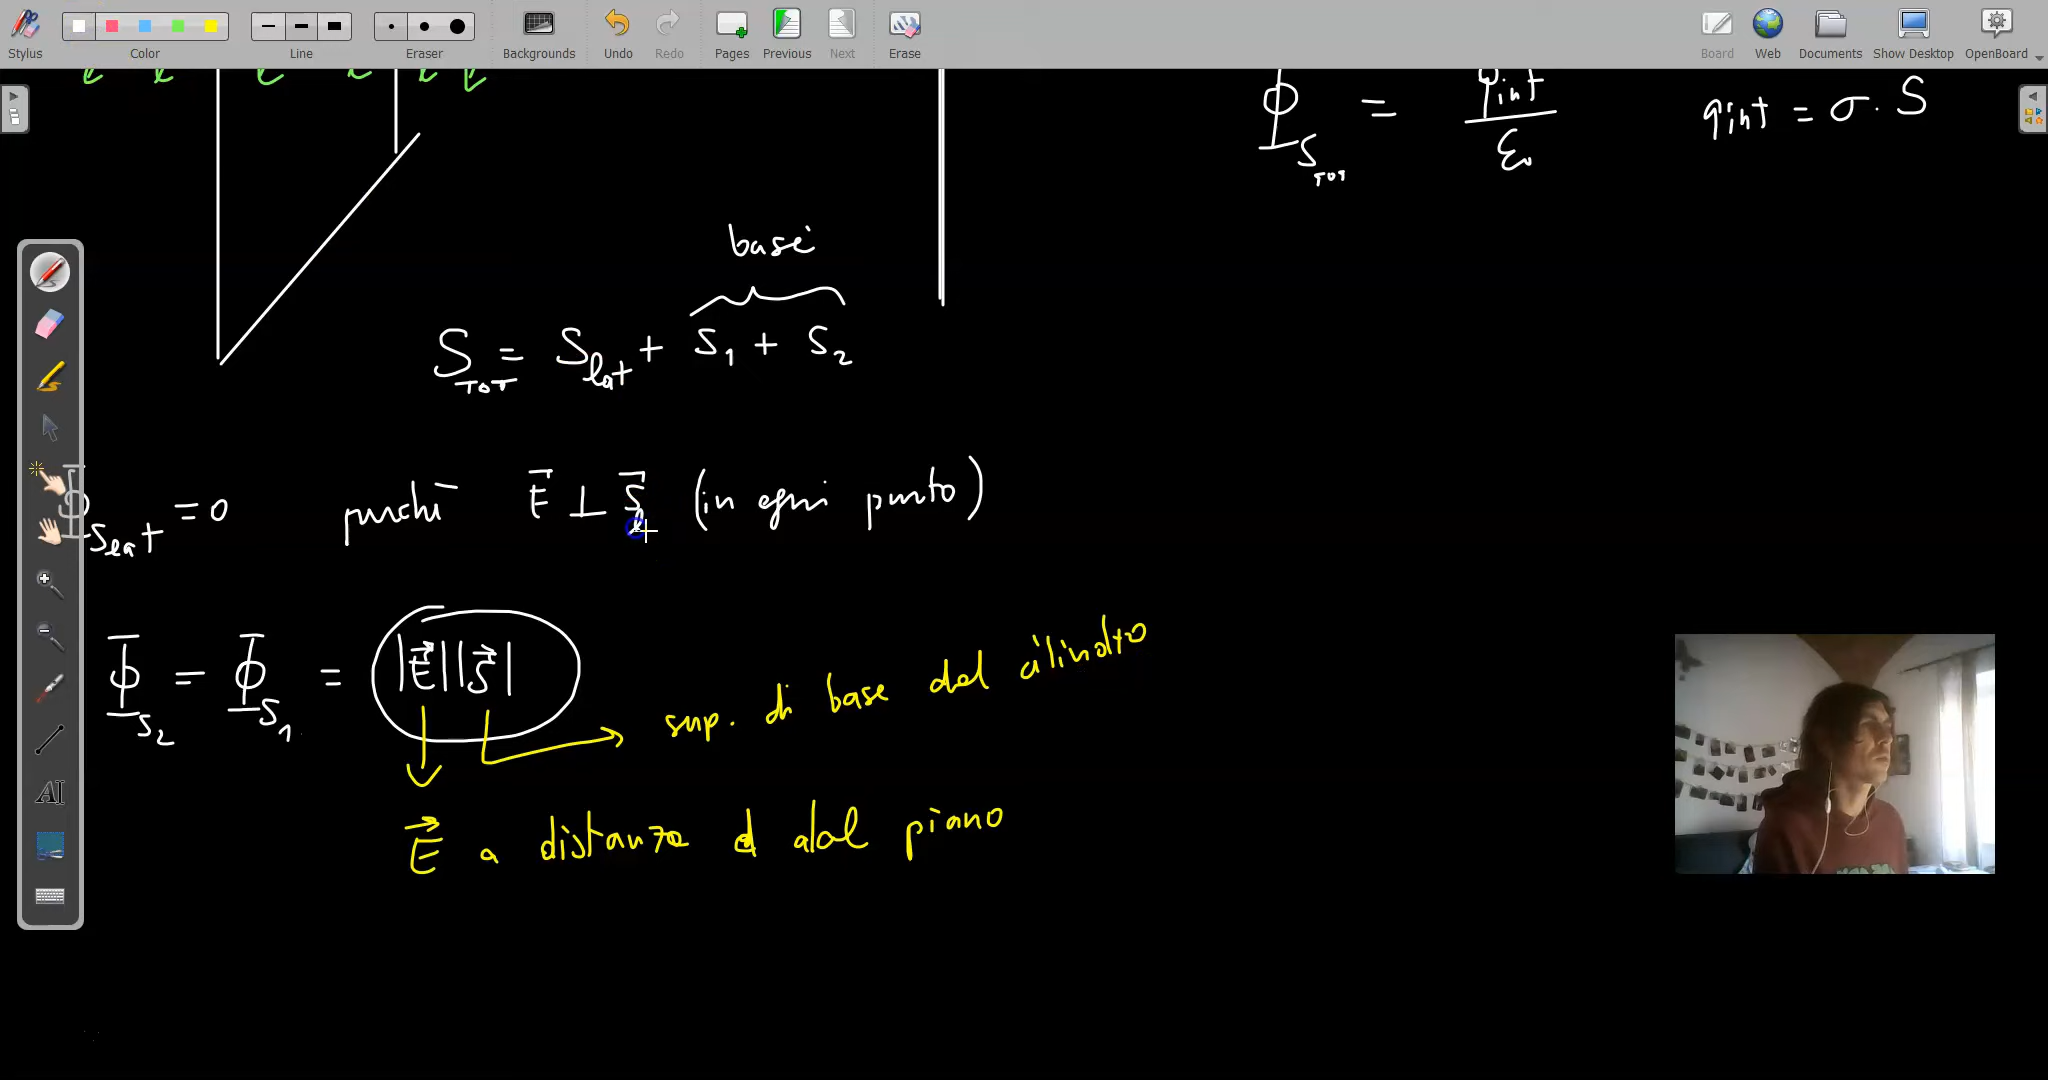 Stylus Color Line Eraser Backgrounds Undo Redo Pages Previous Next Erase Board Web Documents Show Desktop OpenBoard
Φ_S_TOT = q_int / ε₀
q_int = σ · S
base
S_TOT = S_lat + S₁ + S₂
Φ_S_lat = 0 perché E ⊥ S (in ogni punto)
Φ_S₂ = Φ_S₁ = |E||S|
sup. di base del cilindro
E a distanza d dal piano
AI